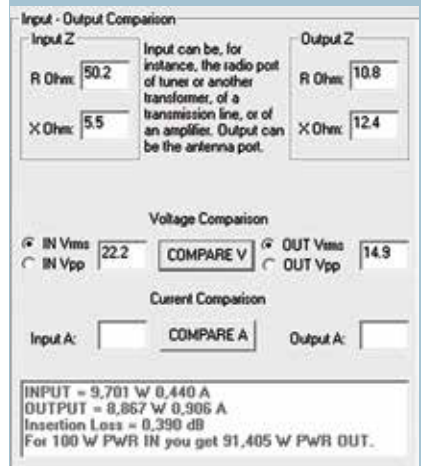 Input - Output Comparison
Input Z
R Ohm: 50.2
X Ohm: 5.5
Input can be, for
instance, the radio port
of tuner or another
transformer, of a
transmission line, or of
an amplifier. Output can
be the antenna port.
Output Z
R Ohm: 10.8
X Ohm: 12.4
Voltage Comparison
IN Vrms
IN Vpp
22.2
COMPARE V
OUT Vrms
OUT Vpp
14.9
Current Comparison
Input A:
COMPARE A
Output A:
INPUT = 9,701 W 0,440 A
OUTPUT = 8,867 W 0,906 A
Insertion Loss = 0,390 dB
For 100 W PWR IN you get 91,405 W PWR OUT.